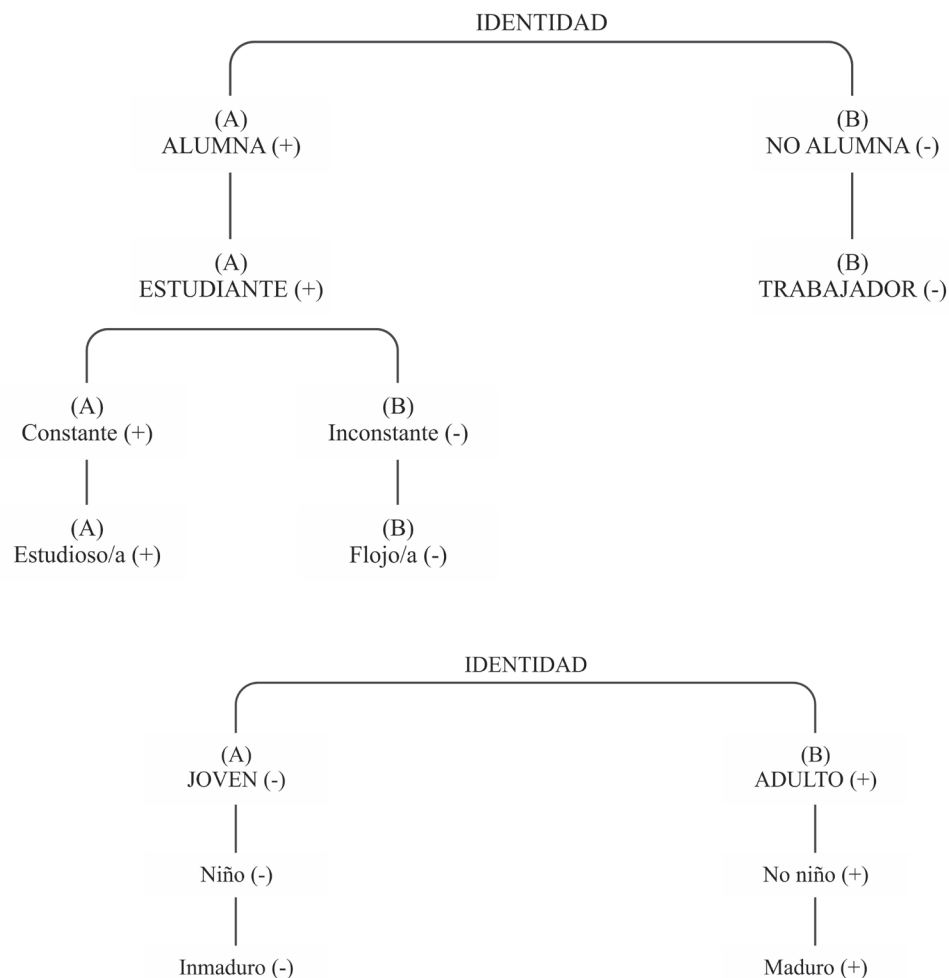 IDENTIDAD
(A)
ALUMNA (+)
(B)
NO ALUMNA (-)
(A)
ESTUDIANTE (+)
(B)
TRABAJADOR (-)
(A)
Constante (+)
(B)
Inconstante (-)
(A)
Estudioso/a (+)
(B)
Flojo/a (-)
IDENTIDAD
(A)
JOVEN (-)
(B)
ADULTO (+)
Niño (-)
No niño (+)
Inmaduro (-)
Maduro (+)